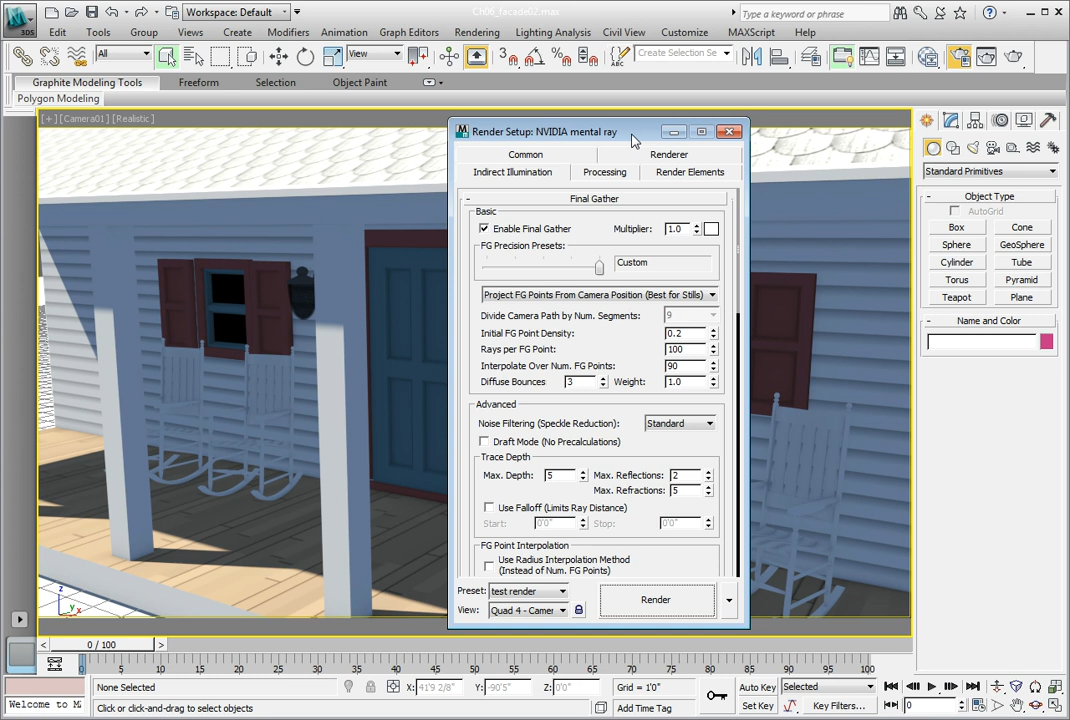 Workspace: Default
Ch06_facade02.max
Type a keyword or phrase
3DS
Edit Tools Group Views Create Modifiers Animation Graph Editors Rendering Lighting Analysis Civil View Customize MAXScript Help
All
View
3
Create Selection Se
Graphite Modeling Tools Freeform Selection Object Paint
Polygon Modeling
[+] [Camera01] [Realistic]
Render Setup: NVIDIA mental ray
Common Renderer
Indirect Illumination Processing Render Elements
- Final Gather
Basic
Enable Final Gather Multiplier: 1.0
FG Precision Presets:
Custom
Project FG Points From Camera Position (Best for Stills)
Divide Camera Path by Num. Segments: 9
Initial FG Point Density: 0.2
Rays per FG Point: 100
Interpolate Over Num. FG Points: 90
Diffuse Bounces 3 Weight: 1.0
Advanced
Noise Filtering (Speckle Reduction): Standard
Draft Mode (No Precalculations)
Trace Depth
Max. Depth: 5 Max. Reflections: 2
Max. Refractions: 5
Use Falloff (Limits Ray Distance)
Start: 0'0" Stop: 0'0"
FG Point Interpolation
Use Radius Interpolation Method
(Instead of Num. FG Points)
Preset: test render
View: Quad 4 - Camer
Render
Standard Primitives
- Object Type
AutoGrid
Box Cone
Sphere GeoSphere
Cylinder Tube
Torus Pyramid
Teapot Plane
- Name and Color
z
y
x
< 0 / 100 >
0 5 10 15 20 25 30 35 40 45 50 55 60 65 70 75 80 85 90 95 100
None Selected X: 41'9 2/8" Y: -90'5" Z: 0'0" Grid = 1'0" Auto Key Selected
Welcome to M Click or click-and-drag to select objects Add Time Tag Set Key Key Filters... 0